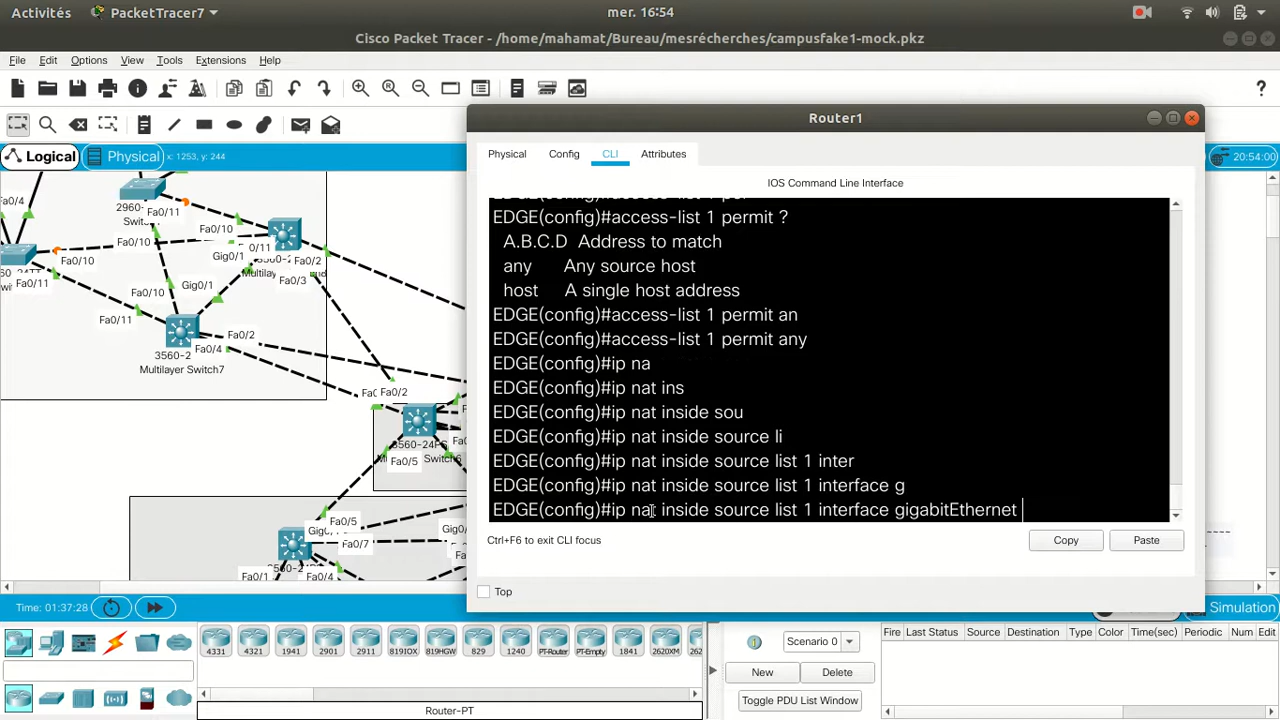 Activités PacketTracer7 mer. 16:54
Cisco Packet Tracer - /home/mahamat/Bureau/mesrécherches/campusfake1-mock.pkz
File Edit Options View Tools Extensions Help
Logical Physical x: 1253, y: 244
20:54:00
Router1
Physical Config CLI Attributes
IOS Command Line Interface
EDGE(config)#access-list 1 permit ?
A.B.C.D Address to match
any Any source host
host A single host address
EDGE(config)#access-list 1 permit an
EDGE(config)#access-list 1 permit any
EDGE(config)#ip na
EDGE(config)#ip nat ins
EDGE(config)#ip nat inside sou
EDGE(config)#ip nat inside source li
EDGE(config)#ip nat inside source list 1 inter
EDGE(config)#ip nat inside source list 1 interface g
EDGE(config)#ip nat inside source list 1 interface gigabitEthernet
Ctrl+F6 to exit CLI focus
Copy Paste
Top
Fa0/4
2960-
Fa0/11
Fa0/10
Fa0/10
Fa0/11
Fa0/10
Gig0/1
Fa0/11
Fa0/2
Fa0/3
Gig0/1
Fa0/10
Fa0/11
Fa0/2
Fa0/4
3560-2
Multilayer Switch7
Fa0/2
3560-24PS
Fa0/5
Fa0/5
Fa0/7
Fa0/1
Fa0/4
Time: 01:37:28
Simulation
4331 4321 1941 2901 2911 819IOX 819HGW 829 1240 PT-Router PT-Empty 1841 2620XM
Router-PT
Scenario 0
New Delete
Toggle PDU List Window
Fire Last Status Source Destination Type Color Time(sec) Periodic Num Edit